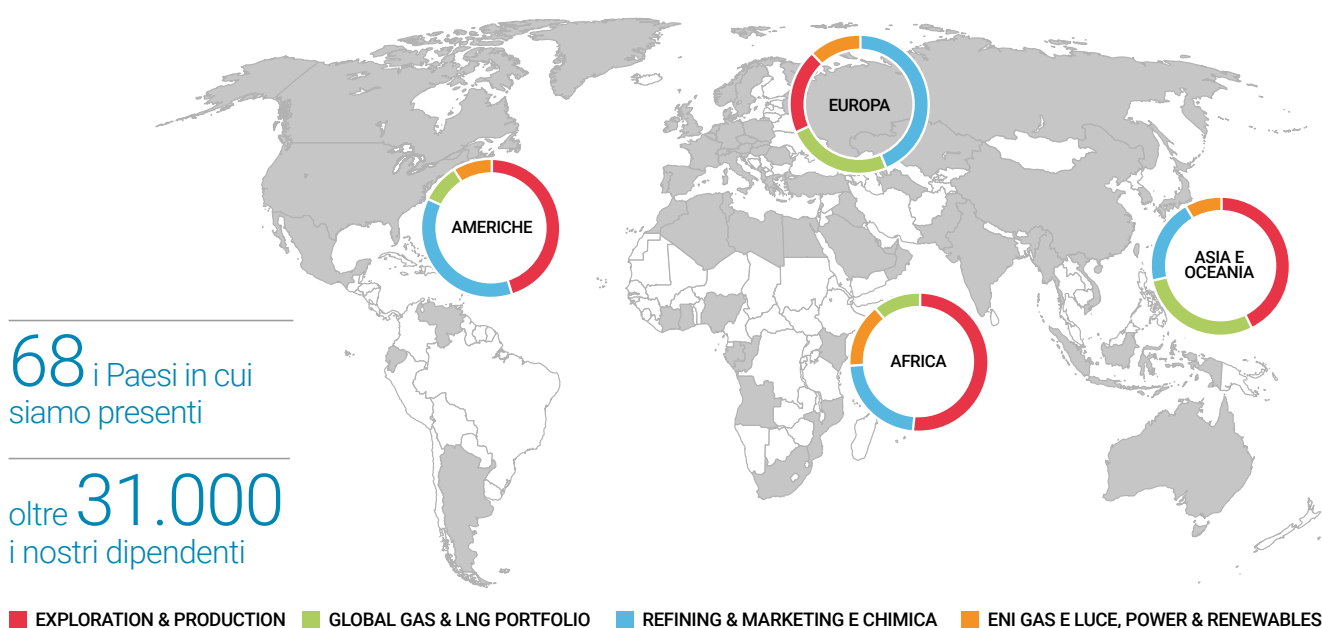 EUROPA
AMERICHE
ASIA E
OCEANIA
AFRICA
68 i Paesi in cui
siamo presenti
oltre 31.000
i nostri dipendenti
EXPLORATION & PRODUCTION
GLOBAL GAS & LNG PORTFOLIO
REFINING & MARKETING E CHIMICA
ENI GAS E LUCE, POWER & RENEWABLES